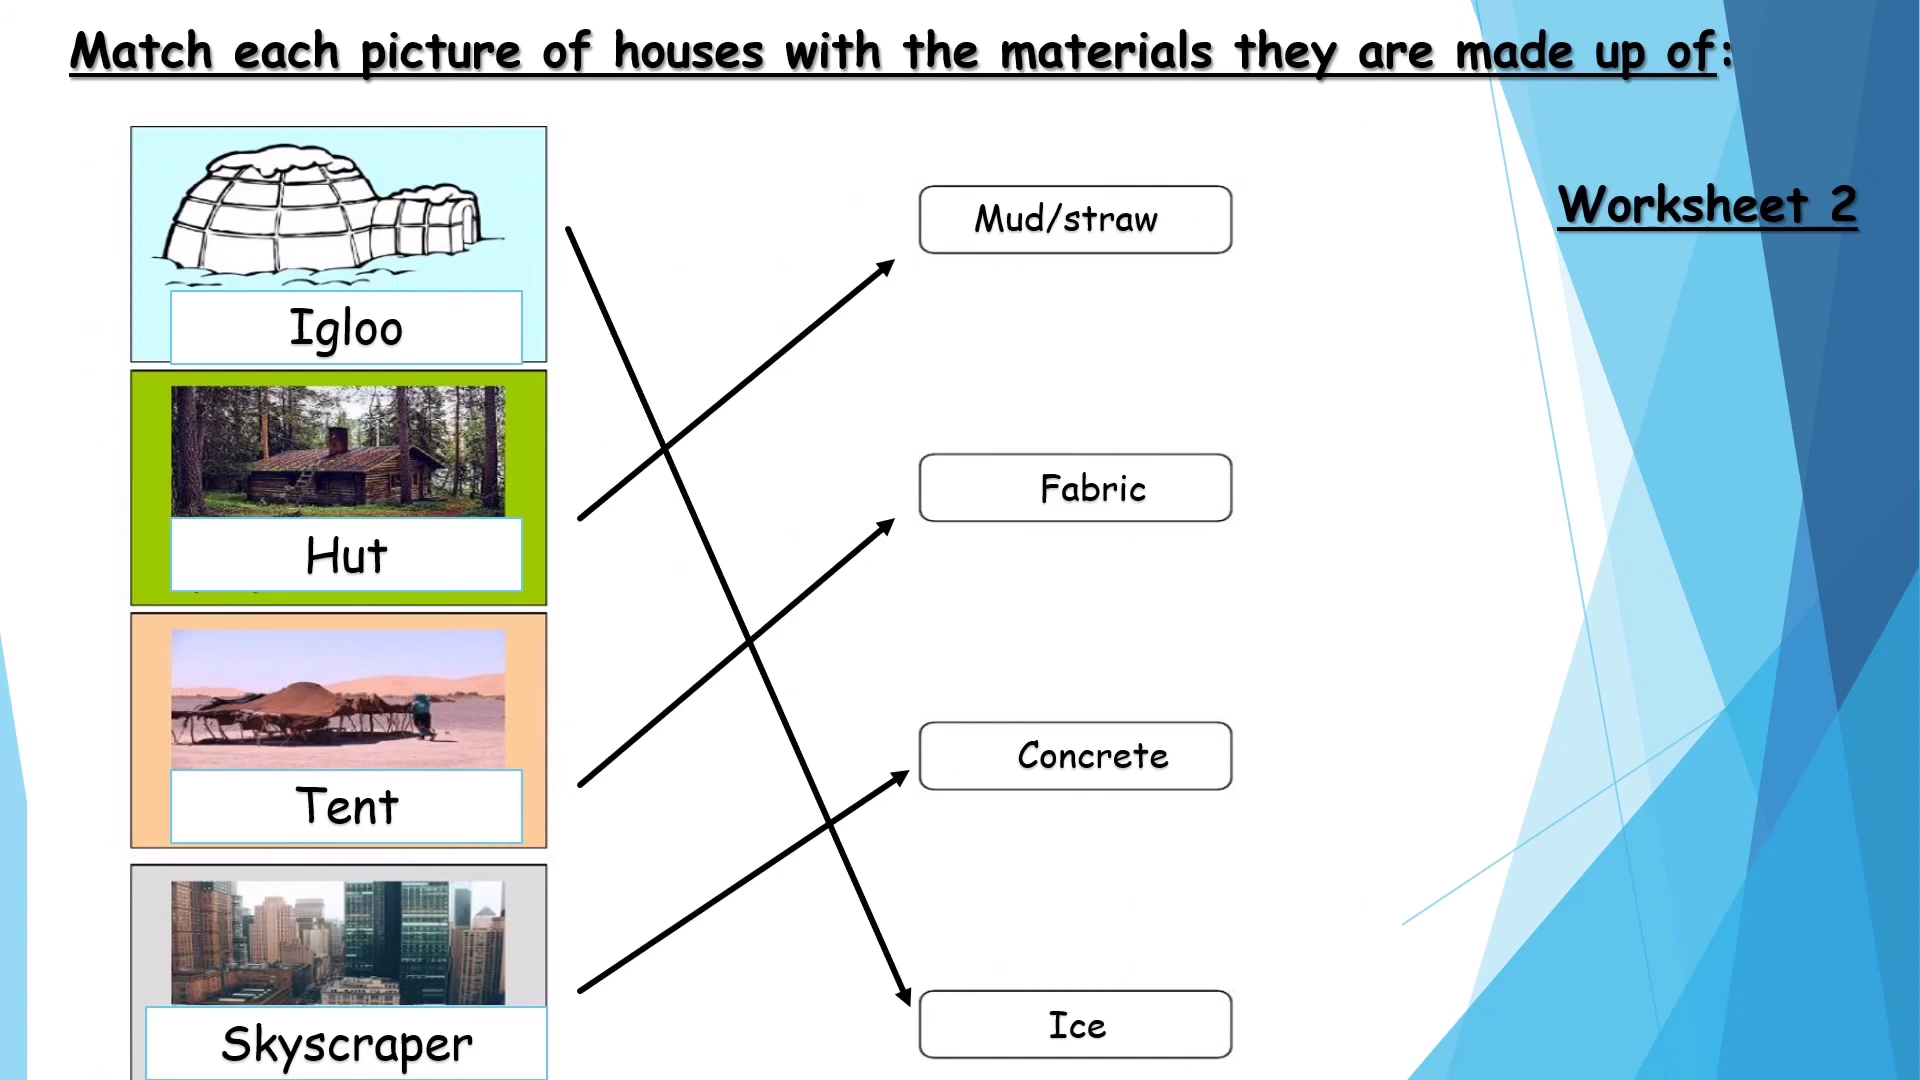 Match each picture of houses with the materials they are made up of:
Worksheet 2
Igloo
Hut
Tent
Skyscraper
Mud/straw
Fabric
Concrete
Ice